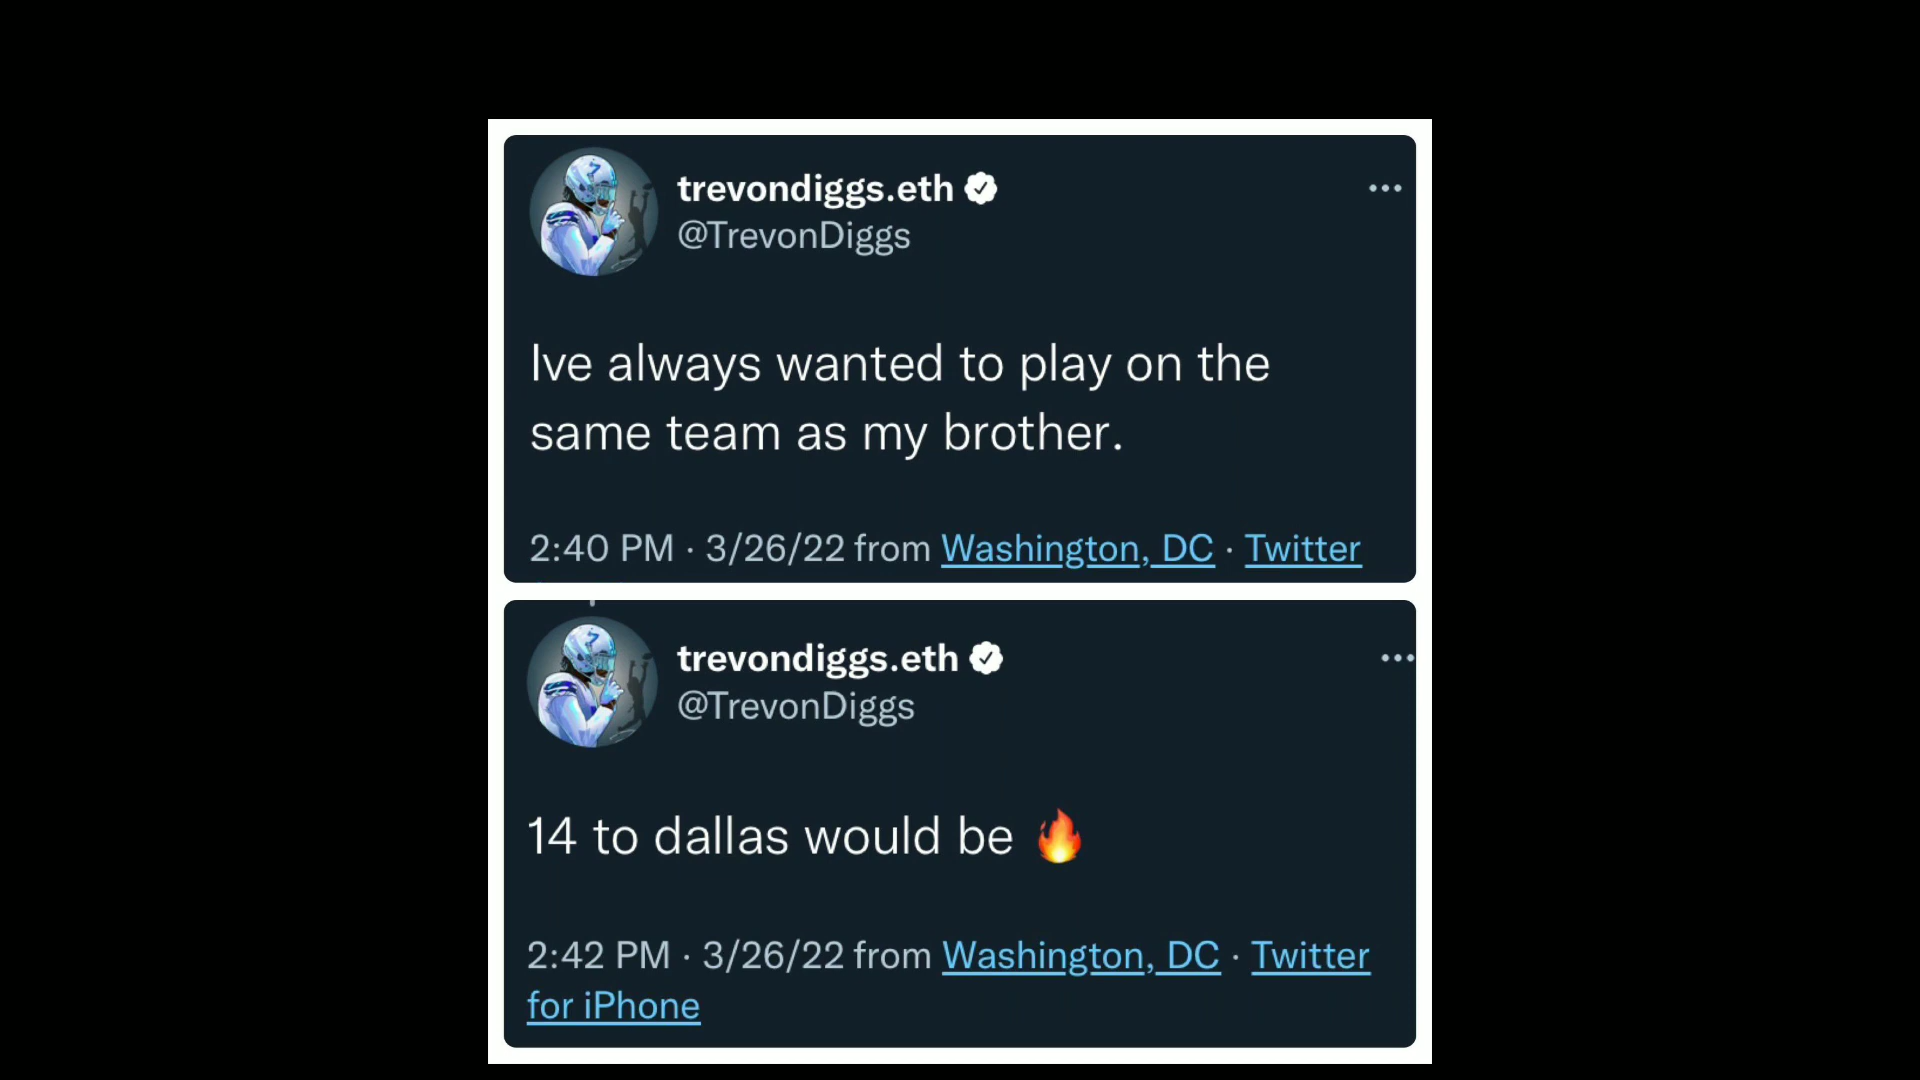 trevondiggs.eth
@TrevonDiggs
Ive always wanted to play on the
same team as my brother.
2:40 PM · 3/26/22 from Washington, DC · Twitter
trevondiggs.eth
@TrevonDiggs
14 to dallas would be 🔥
2:42 PM · 3/26/22 from Washington, DC · Twitter
for iPhone